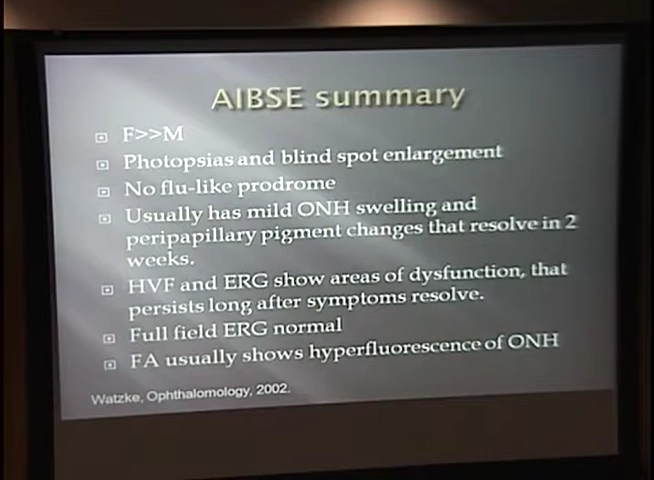 AIBSE summary
F>>M
Photopsias and blind spot enlargement
No flu-like prodrome
Usually has mild ONH swelling and
peripapillary pigment changes that resolve in 2
weeks.
HVF and ERG show areas of dysfunction, that
persists long after symptoms resolve.
Full field ERG normal
FA usually shows hyperfluorescence of ONH
Watzke, Ophthalomology, 2002.